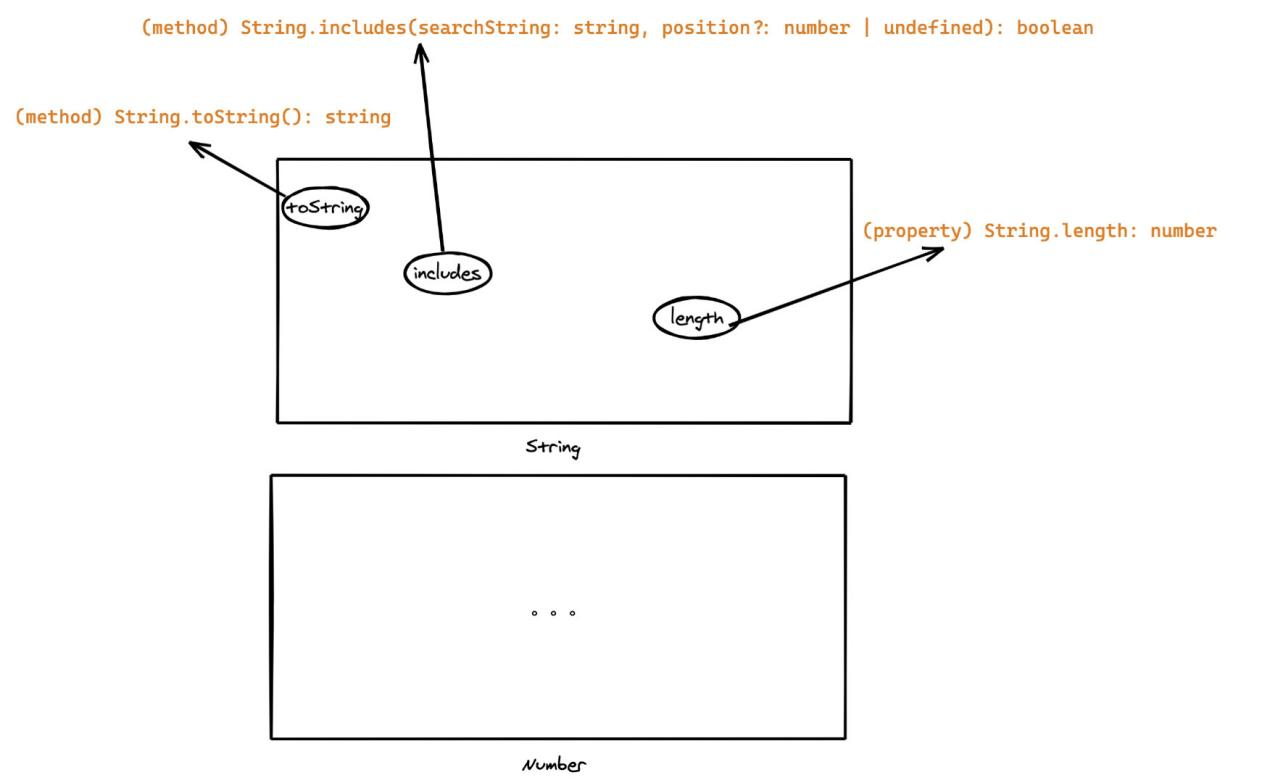 (method) String.includes(searchString: string, position?: number | undefined): boolean
(method) String.toString(): string
toString
(property) String.length: number
includes
length
String
...
Number